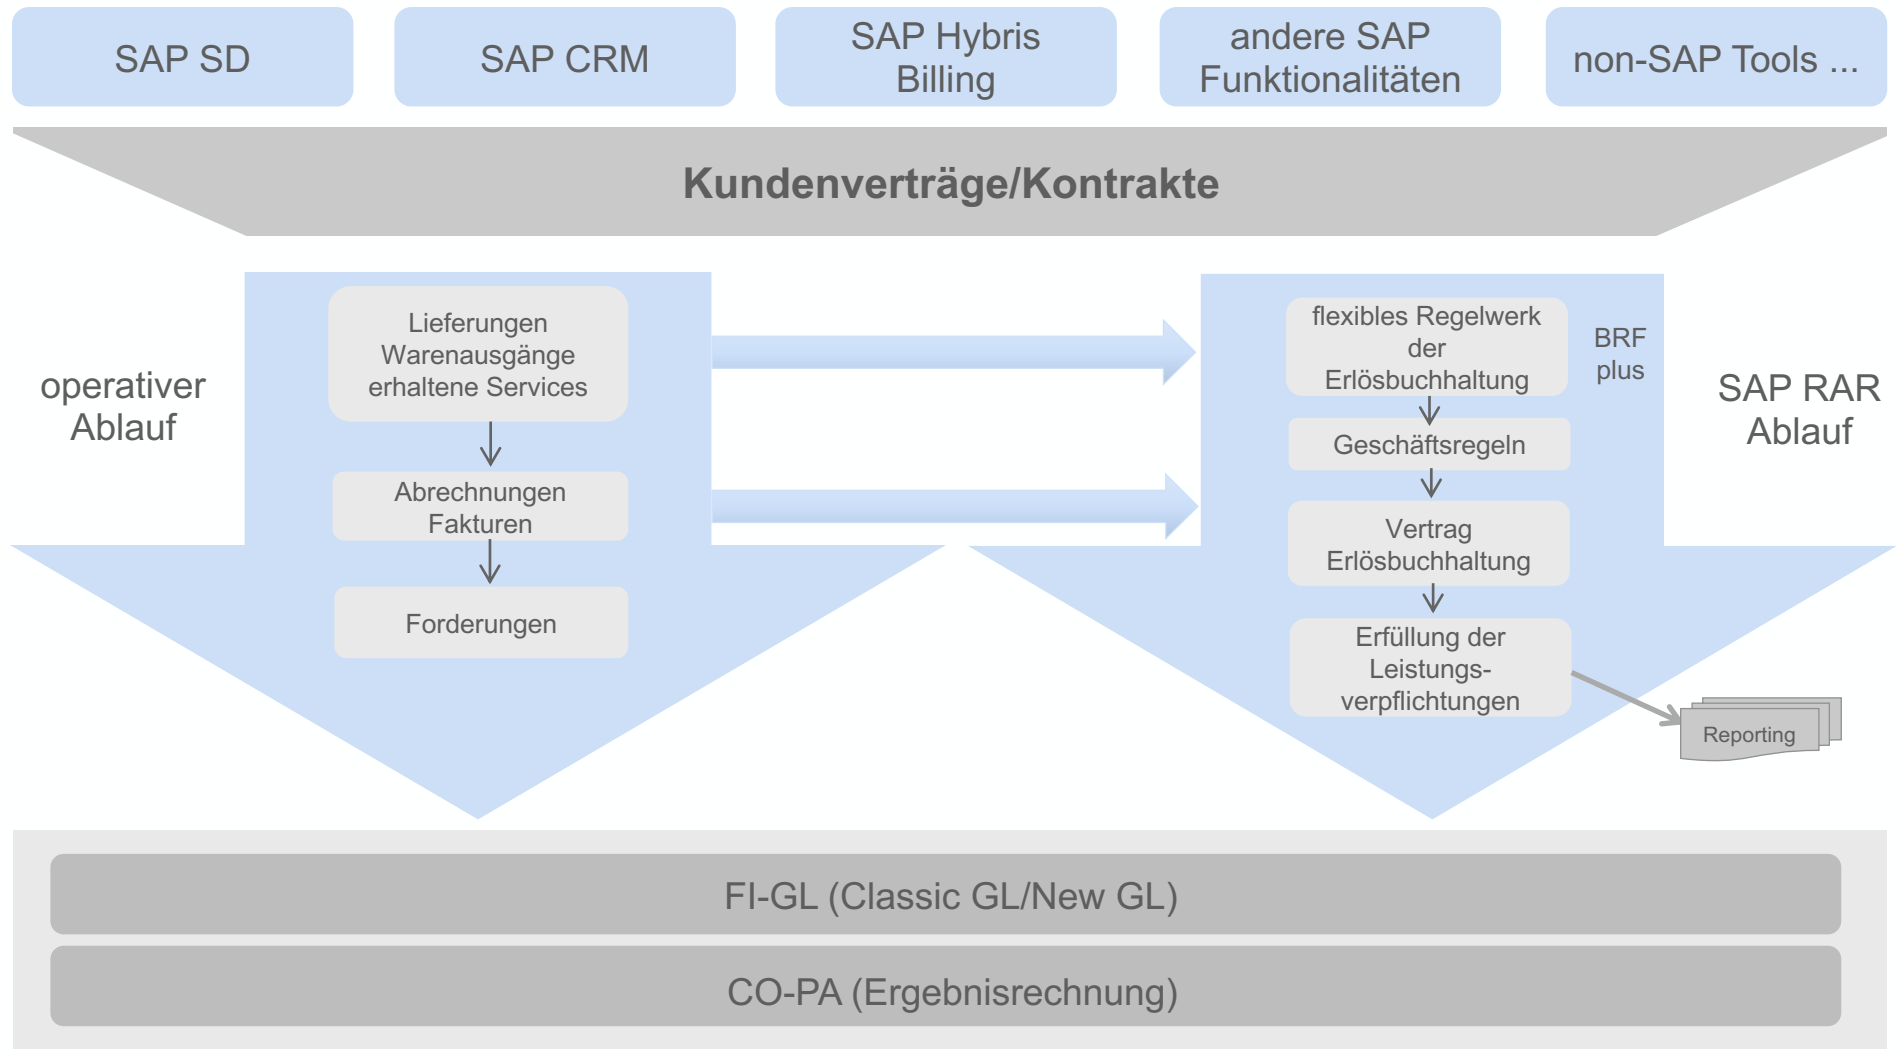 SAP SD
SAP CRM
SAP Hybris
Billing
andere SAP
Funktionalitäten
non-SAP Tools ...
Kundenverträge/Kontrakte
operativer
Ablauf
Lieferungen
Warenausgänge
erhaltene Services
Abrechnungen
Fakturen
Forderungen
flexibles Regelwerk
der
Erlösbuchhaltung
BRF
plus
Geschäftsregeln
Vertrag
Erlösbuchhaltung
Erfüllung der
Leistungs-
verpflichtungen
SAP RAR
Ablauf
Reporting
FI-GL (Classic GL/New GL)
CO-PA (Ergebnisrechnung)